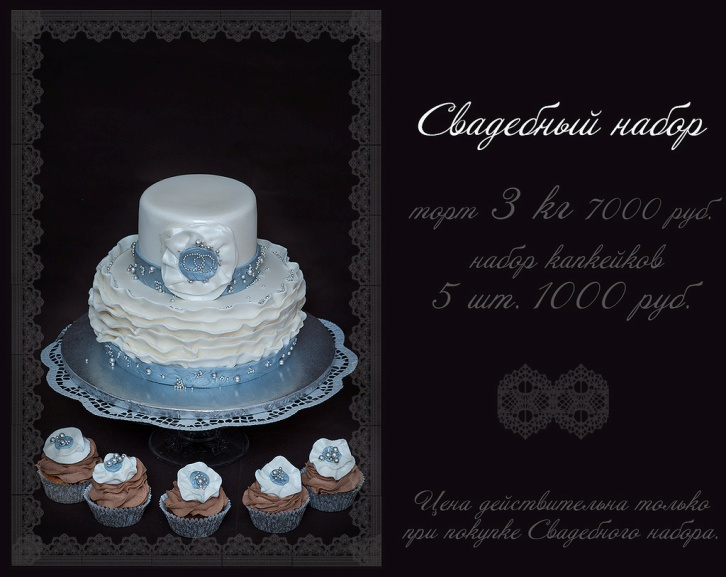 Свадебный набор
торт 3 кг 7000 руб.
набор капкейков
5 шт. 1000 руб.
Цена действительна только
при покупке Свадебного набора.